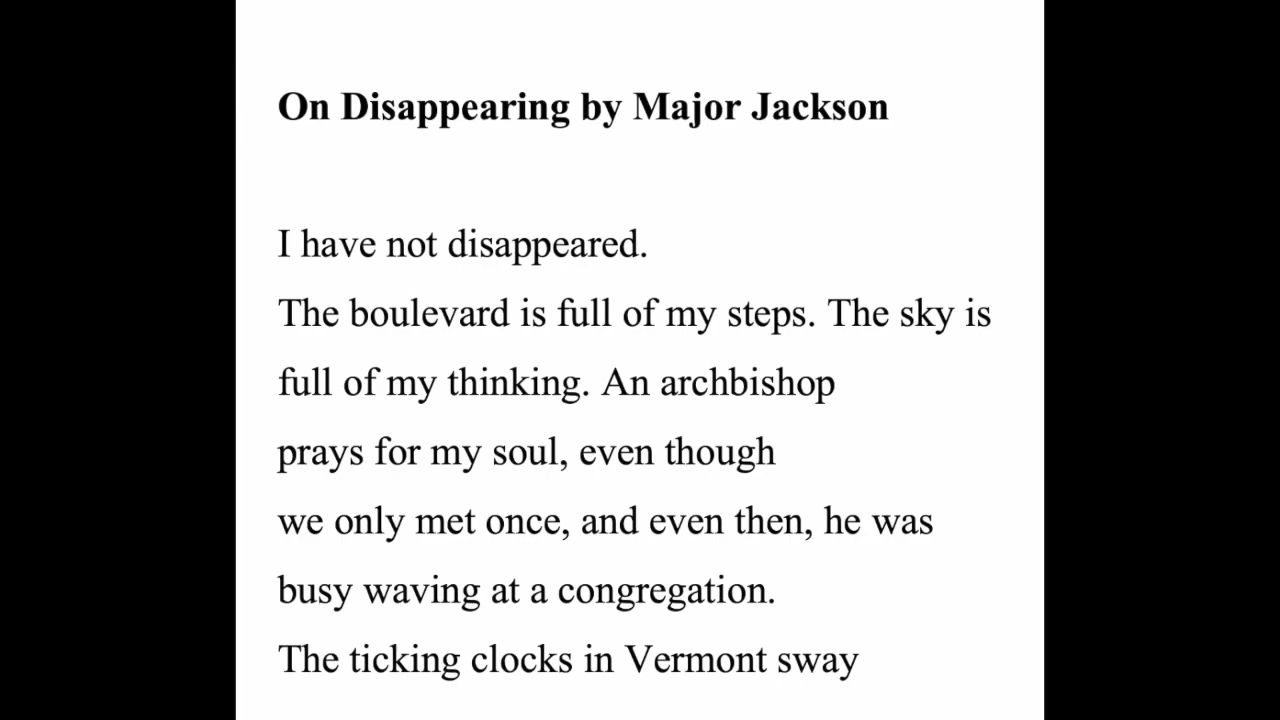 On Disappearing by Major Jackson
I have not disappeared.
The boulevard is full of my steps. The sky is
full of my thinking. An archbishop
prays for my soul, even though
we only met once, and even then, he was
busy waving at a congregation.
The ticking clocks in Vermont sway